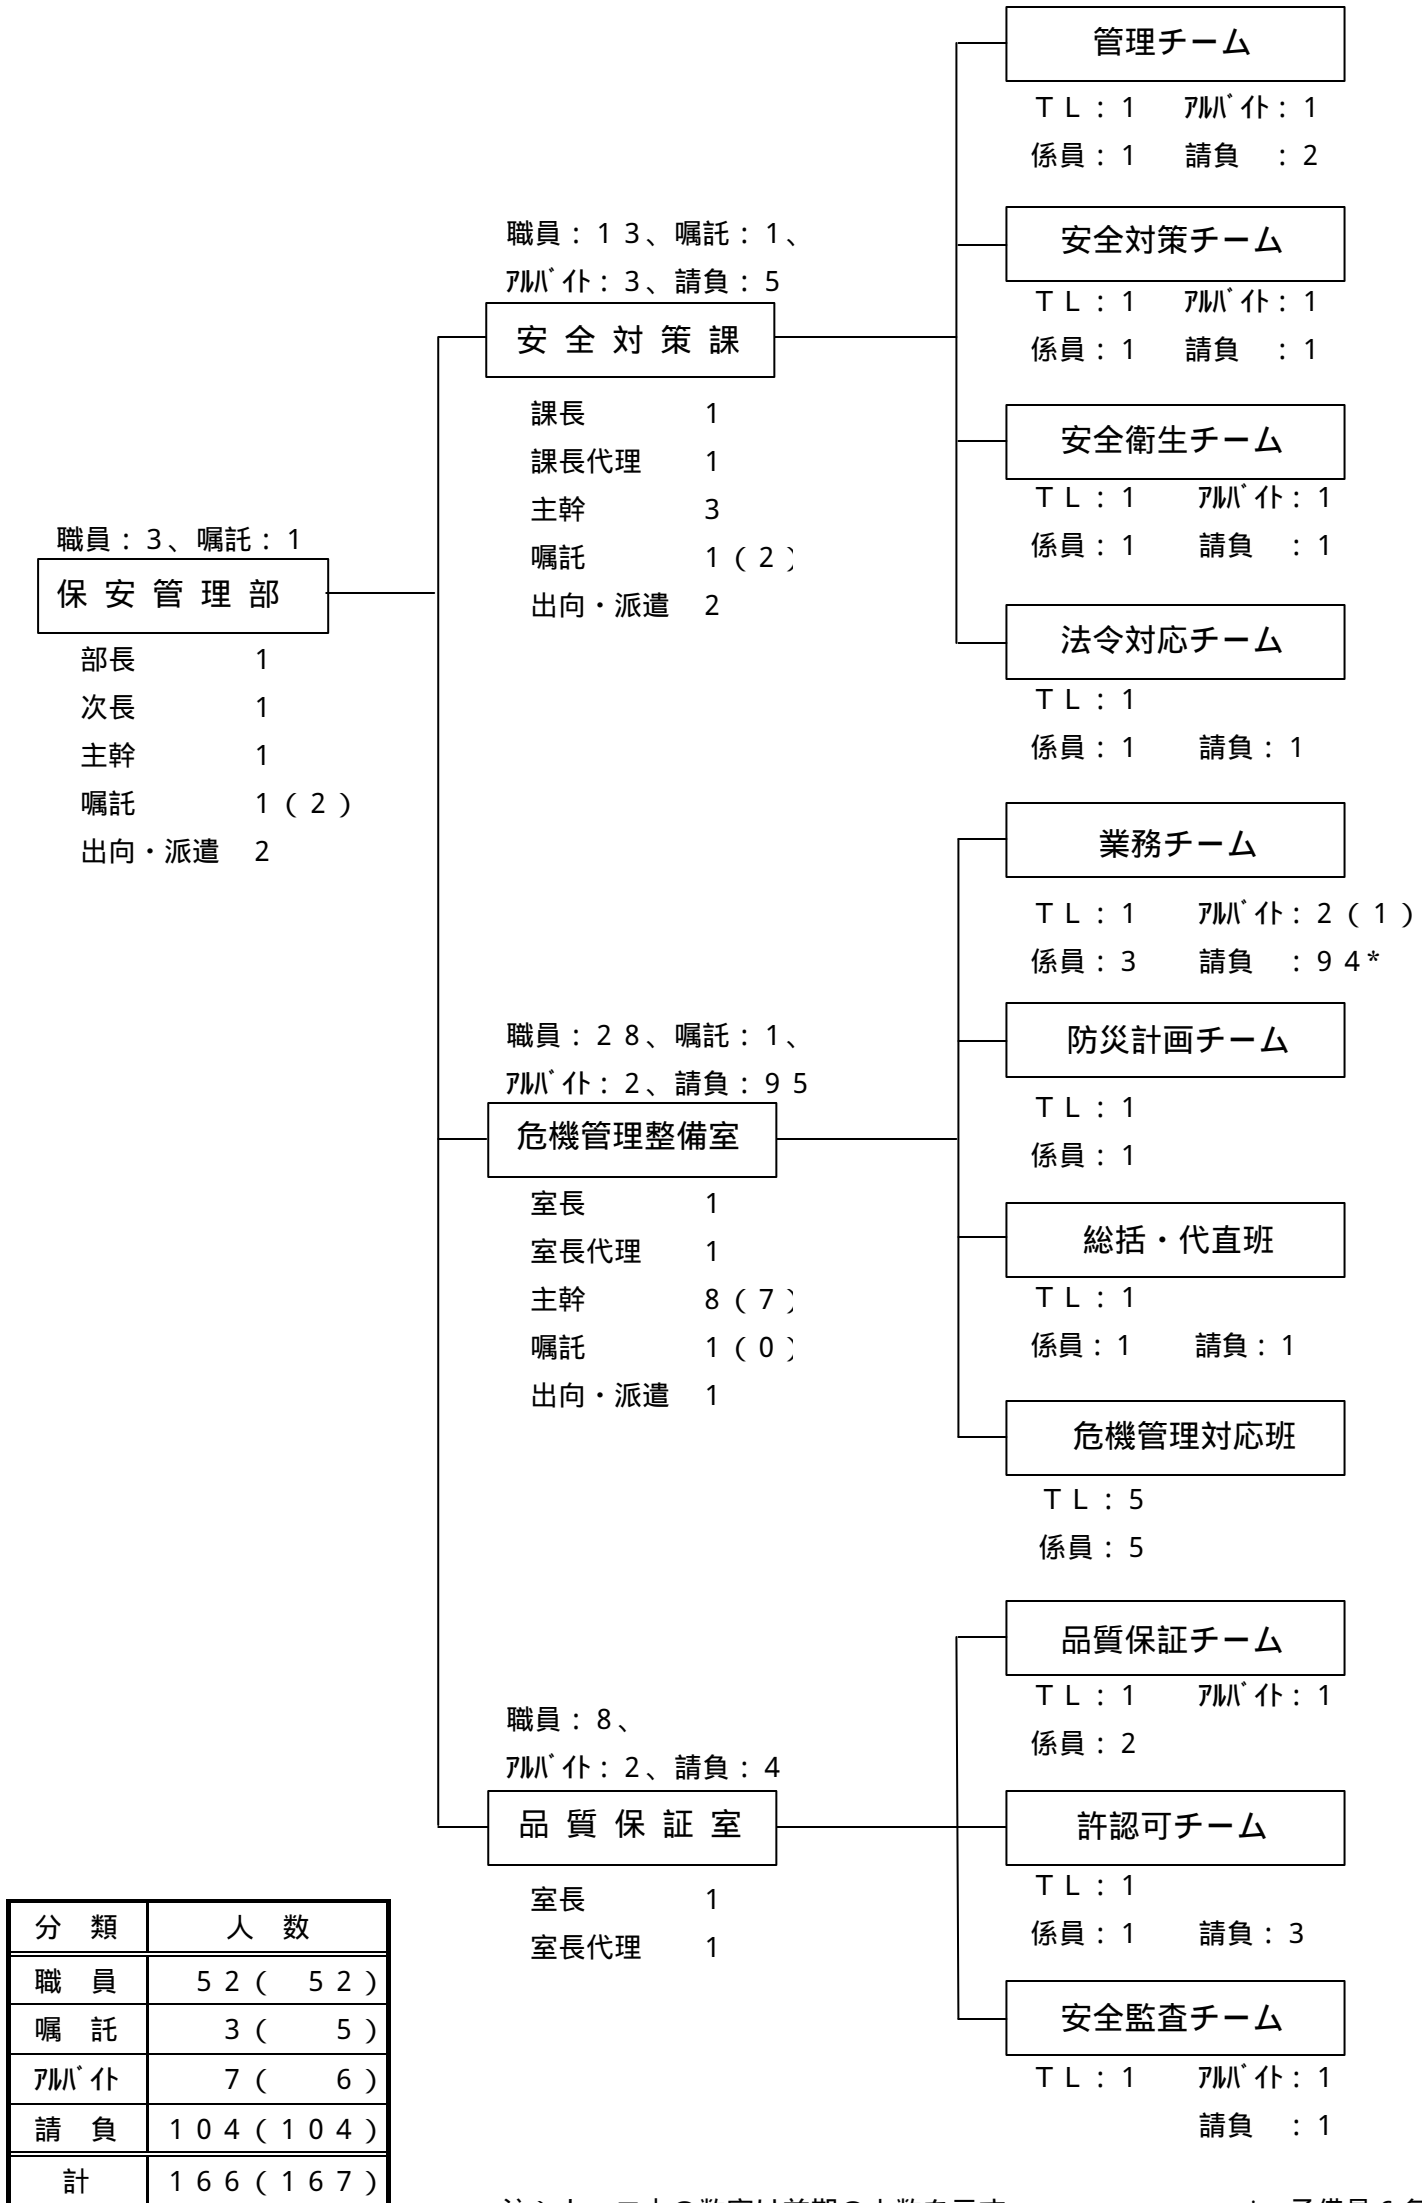 職員：３、嘱託：１
保 安 管 理 部
部長 1
次長 1
主幹 1
嘱託 1（２）
出向・派遣 2
職員：１３、嘱託：１、
ｱﾙﾊﾞｲﾄ：３、請負：５
安 全 対 策 課
課長 1
課長代理 1
主幹 3
嘱託 1（２）
出向・派遣 2
管理チーム
ＴＬ：１ ｱﾙﾊﾞｲﾄ：１
係員：１ 請負 ：２
安全対策チーム
ＴＬ：１ ｱﾙﾊﾞｲﾄ：１
係員：１ 請負 ：１
安全衛生チーム
ＴＬ：１ ｱﾙﾊﾞｲﾄ：１
係員：１ 請負 ：１
法令対応チーム
ＴＬ：１
係員：１ 請負：１
職員：２８、嘱託：１、
ｱﾙﾊﾞｲﾄ：２、請負：９５
危機管理整備室
室長 1
室長代理 1
主幹 8（７）
嘱託 1（０）
出向・派遣 1
業務チーム
ＴＬ：１ ｱﾙﾊﾞｲﾄ：２（１）
係員：３ 請負 ：９４*
防災計画チーム
ＴＬ：１
係員：１
総括・代直班
ＴＬ：１
係員：１ 請負：１
危機管理対応班
ＴＬ：５
係員：５
職員：８、
ｱﾙﾊﾞｲﾄ：２、請負：４
品 質 保 証 室
室長 1
室長代理 1
品質保証チーム
ＴＬ：１ ｱﾙﾊﾞｲﾄ：１
係員：２
許認可チーム
ＴＬ：１
係員：１ 請負：３
安全監査チーム
ＴＬ：１ ｱﾙﾊﾞｲﾄ：１
請負 ：１
分 類 人 数
職 員 ５２（ ５２）
嘱 託 ３（ ５）
ｱﾙﾊﾞｲﾄ ７（ ６）
請 負 １０４（１０４）
計 １６６（１６７）